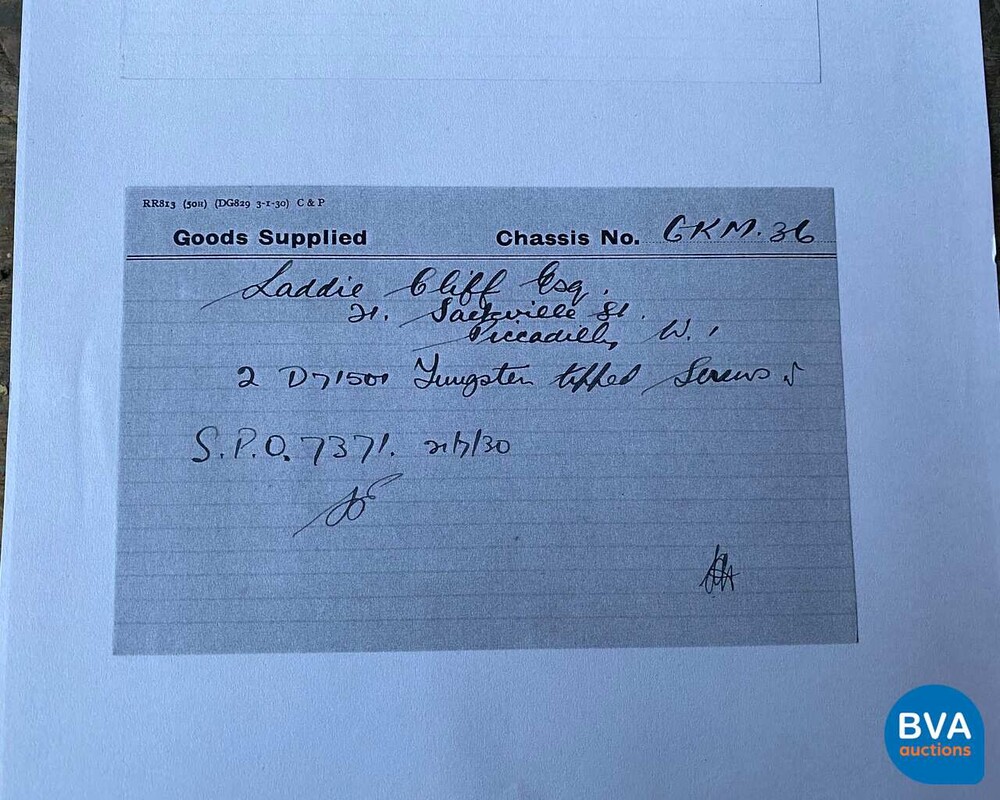 RR813 (50H) (DG829 3-1-30) C & P
Goods Supplied Chassis No. GKM.36
Laddie Cliff Esq.
21. Sackville St.
Piccadilly W.1
2 D71501 Tungsten tipped Screws
S.P.O. 7371. 21/7/30
BVA
auctions